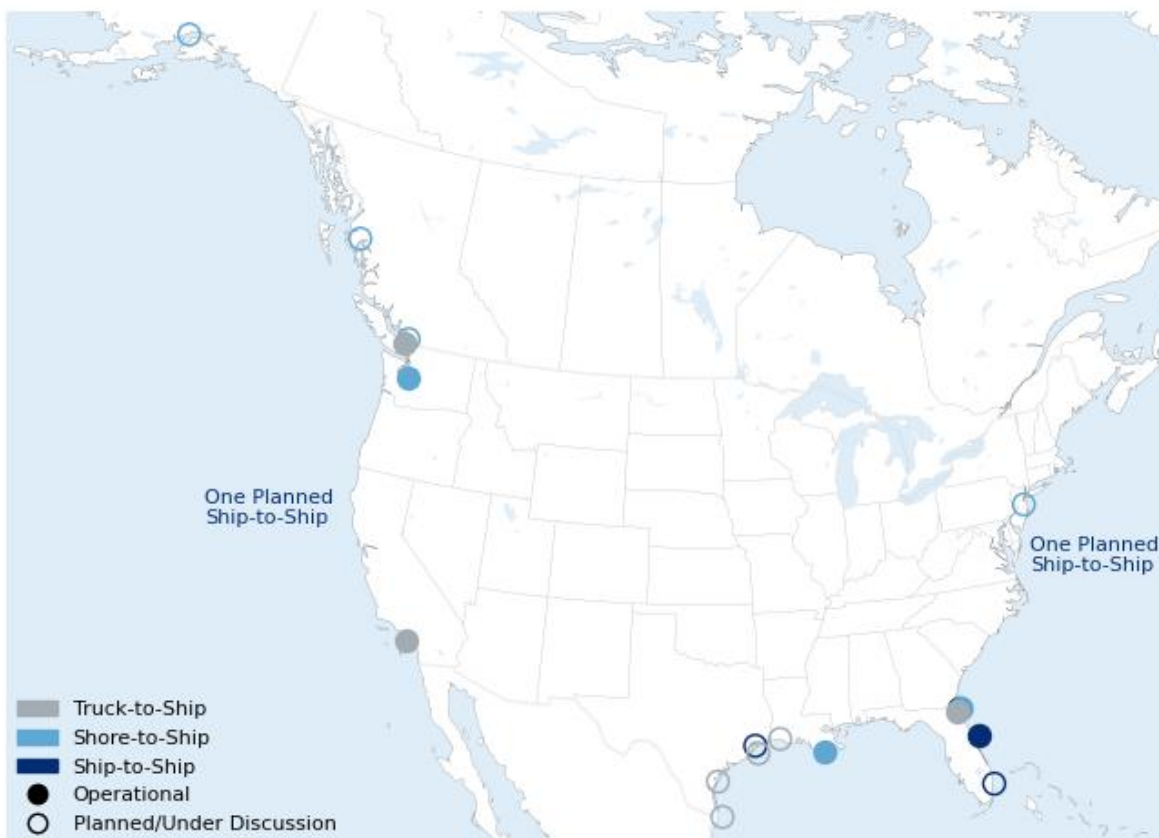 One Planned
Ship-to-Ship
One Planned
Ship-to-Ship
Truck-to-Ship
Shore-to-Ship
Ship-to-Ship
Operational
Planned/Under Discussion